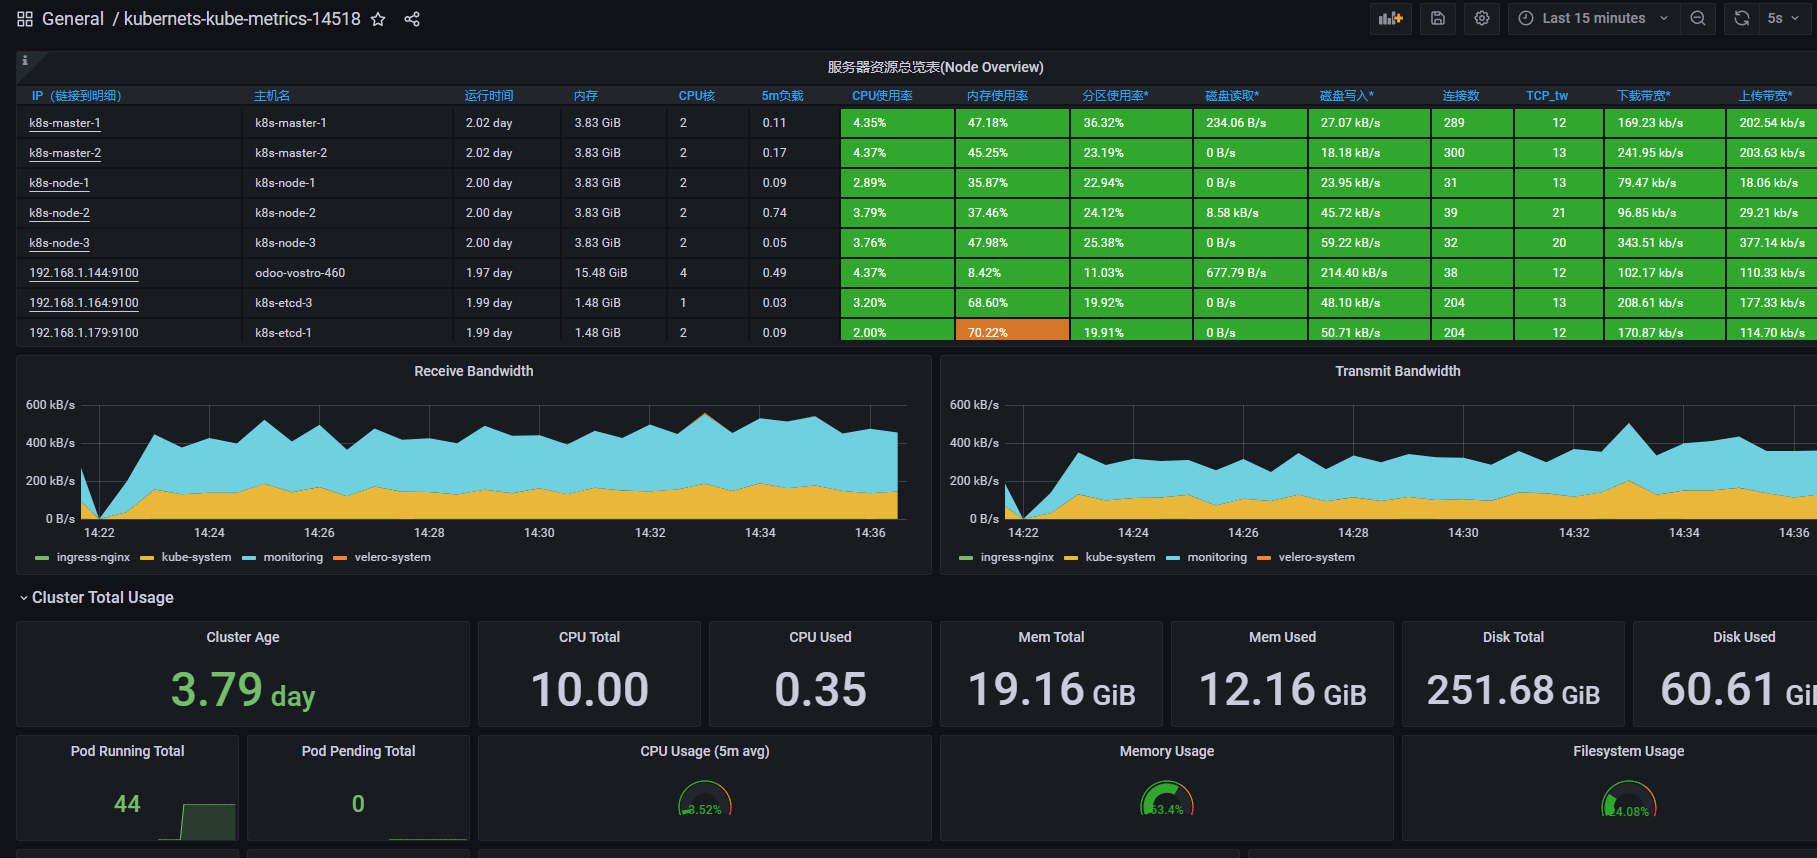 General / kubernets-kube-metrics-14518 Last 15 minutes 5s
服务器资源总览表(Node Overview)
IP（链接到明细） 主机名 运行时间 内存 CPU核 5m负载 CPU使用率 内存使用率 分区使用率* 磁盘读取* 磁盘写入* 连接数 TCP_tw 下载带宽* 上传带宽*
k8s-master-1 k8s-master-1 2.02 day 3.83 GiB 2 0.11 4.35% 47.18% 36.32% 234.06 B/s 27.07 kB/s 289 12 169.23 kb/s 202.54 kb/s
k8s-master-2 k8s-master-2 2.02 day 3.83 GiB 2 0.17 4.37% 45.25% 23.19% 0 B/s 18.18 kB/s 300 13 241.95 kb/s 203.63 kb/s
k8s-node-1 k8s-node-1 2.00 day 3.83 GiB 2 0.09 2.89% 35.87% 22.94% 0 B/s 23.95 kB/s 31 13 79.47 kb/s 18.06 kb/s
k8s-node-2 k8s-node-2 2.00 day 3.83 GiB 2 0.74 3.79% 37.46% 24.12% 8.58 kB/s 45.72 kB/s 39 21 96.85 kb/s 29.21 kb/s
k8s-node-3 k8s-node-3 2.00 day 3.83 GiB 2 0.05 3.76% 47.98% 25.38% 0 B/s 59.22 kB/s 32 20 343.51 kb/s 377.14 kb/s
192.168.1.144:9100 odoo-vostro-460 1.97 day 15.48 GiB 4 0.49 4.37% 8.42% 11.03% 677.79 B/s 214.40 kB/s 38 12 102.17 kb/s 110.33 kb/s
192.168.1.164:9100 k8s-etcd-3 1.99 day 1.48 GiB 1 0.03 3.20% 68.60% 19.92% 0 B/s 48.10 kB/s 204 13 208.61 kb/s 177.33 kb/s
192.168.1.179:9100 k8s-etcd-1 1.99 day 1.48 GiB 2 0.09 2.00% 70.22% 19.91% 0 B/s 50.71 kB/s 204 12 170.87 kb/s 114.70 kb/s
Receive Bandwidth
600 kB/s
400 kB/s
200 kB/s
0 B/s
14:22 14:24 14:26 14:28 14:30 14:32 14:34 14:36
ingress-nginx kube-system monitoring velero-system
Transmit Bandwidth
600 kB/s
400 kB/s
200 kB/s
0 B/s
14:22 14:24 14:26 14:28 14:30 14:32 14:34 14:36
ingress-nginx kube-system monitoring velero-system
Cluster Total Usage
Cluster Age
3.79 day
CPU Total
10.00
CPU Used
0.35
Mem Total
19.16 GiB
Mem Used
12.16 GiB
Disk Total
251.68 GiB
Disk Used
60.61
Pod Running Total
44
Pod Pending Total
0
CPU Usage (5m avg)
3.52%
Memory Usage
63.4%
Filesystem Usage
24.08%